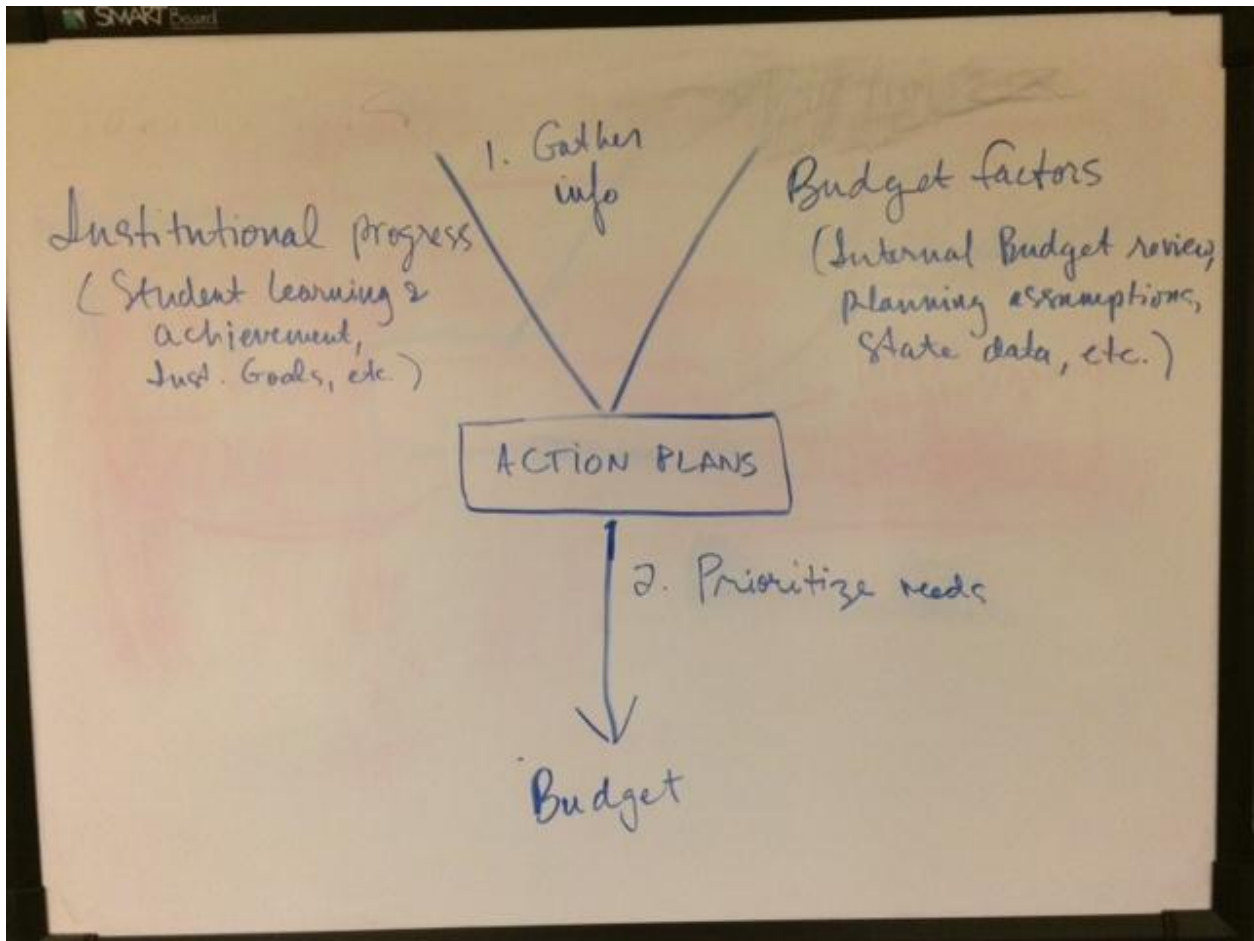 SMART Board
1. Gather
info
Institutional progress
(Student learning &
achievement,
Inst. Goals, etc.)
Budget factors
(Internal Budget review,
planning assumptions,
state data, etc.)
ACTION PLANS
2. Prioritize needs
Budget